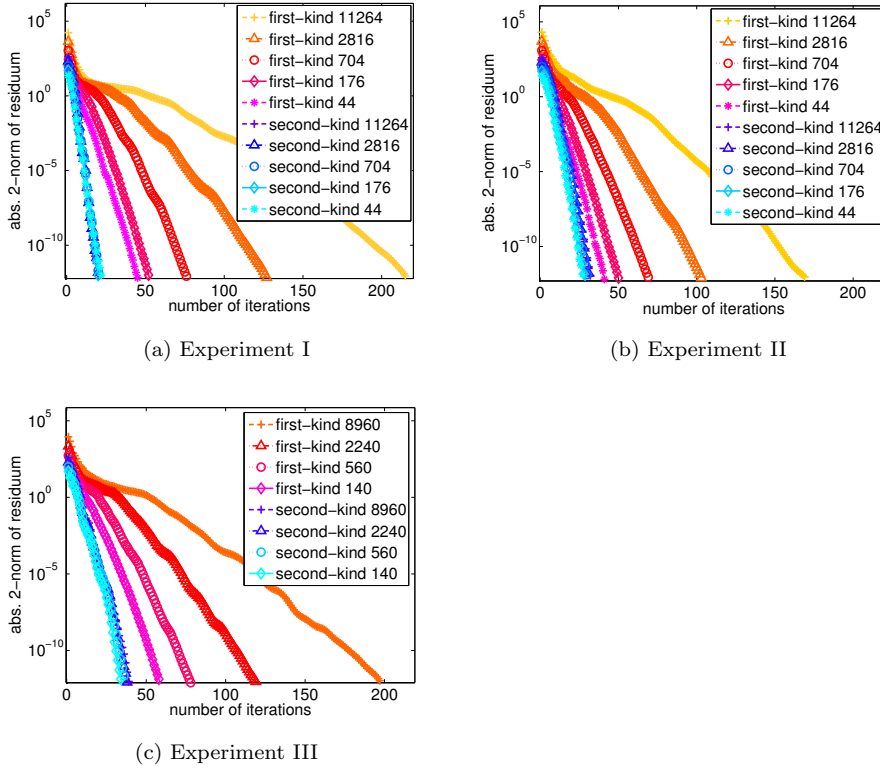 10^5
10^0
10^-5
10^-10
abs. 2-norm of residuum
0 50 100 150 200
number of iterations
first-kind 11264
first-kind 2816
first-kind 704
first-kind 176
first-kind 44
second-kind 11264
second-kind 2816
second-kind 704
second-kind 176
second-kind 44
(a) Experiment I
10^5
10^0
10^-5
10^-10
abs. 2-norm of residuum
0 50 100 150 200
number of iterations
first-kind 11264
first-kind 2816
first-kind 704
first-kind 176
first-kind 44
second-kind 11264
second-kind 2816
second-kind 704
second-kind 176
second-kind 44
(b) Experiment II
10^5
10^0
10^-5
10^-10
abs. 2-norm of residuum
0 50 100 150 200
number of iterations
first-kind 8960
first-kind 2240
first-kind 560
first-kind 140
second-kind 8960
second-kind 2240
second-kind 560
second-kind 140
(c) Experiment III